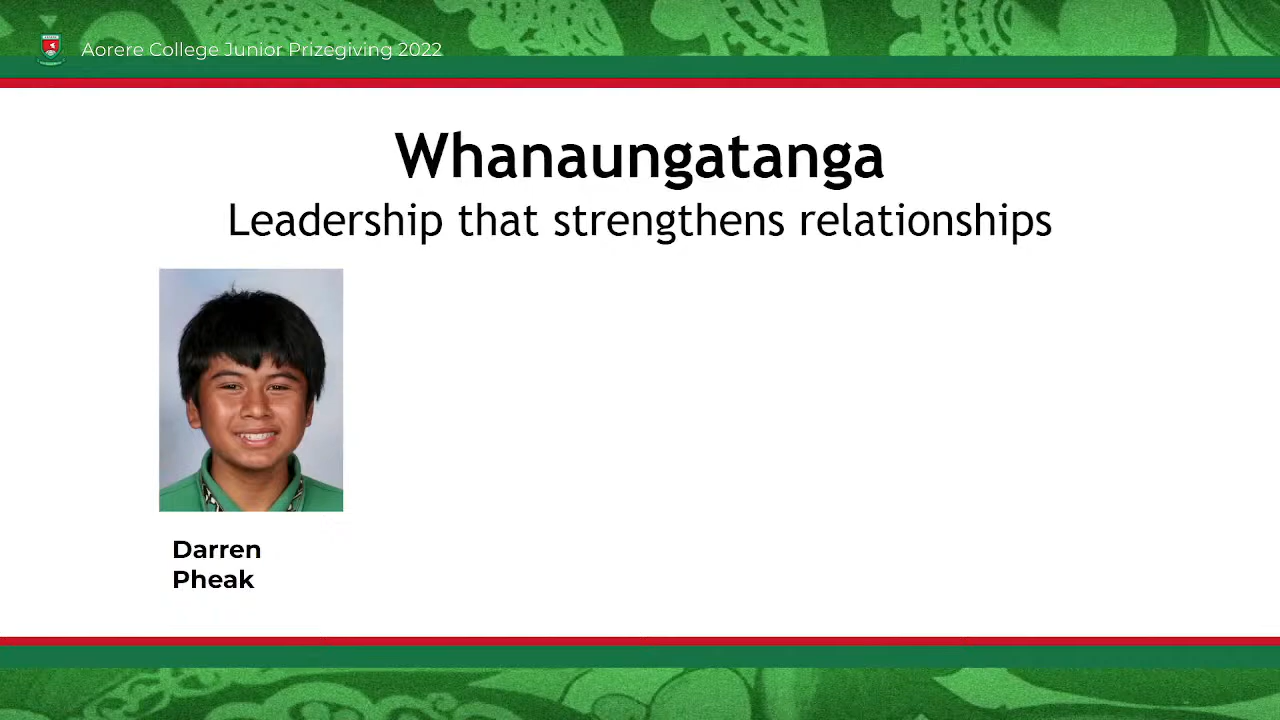 Aorere College Junior Prizegiving 2022
Whanaungatanga
Leadership that strengthens relationships
Darren
Pheak